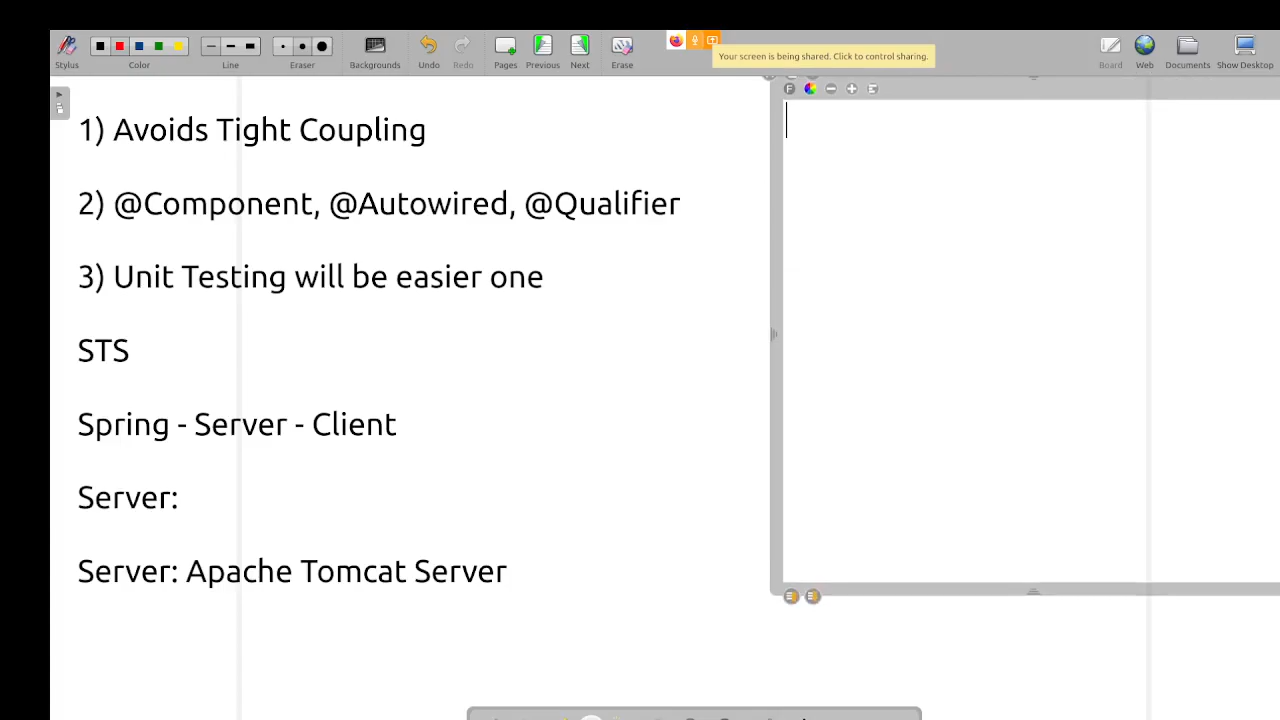 Stylus
Color
Line
Eraser
Backgrounds
Undo
Redo
Pages
Previous
Next
Erase
Your screen is being shared. Click to control sharing.
Board
Web
Documents
Show Desktop
F
1) Avoids Tight Coupling
2) @Component, @Autowired, @Qualifier
3) Unit Testing will be easier one
STS
Spring - Server - Client
Server:
Server: Apache Tomcat Server